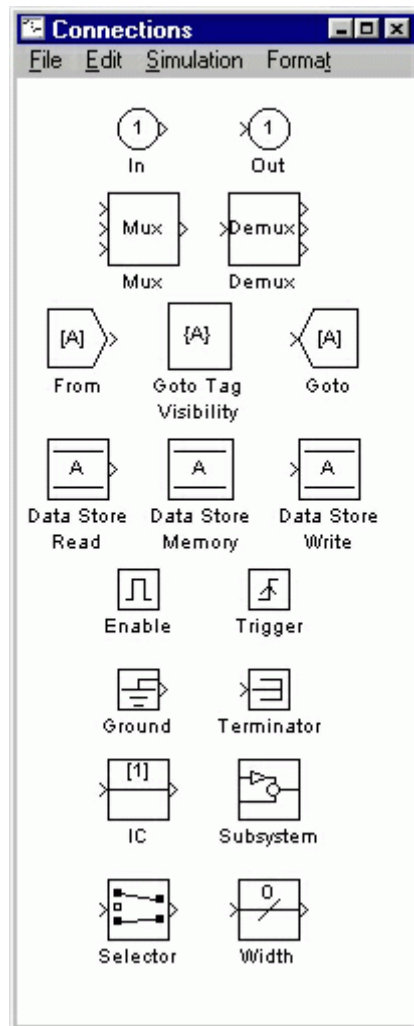 Connections
File Edit Simulation Format
1 1
In Out
Mux Demux
Mux Demux
[A] {A} [A]
From Goto Tag Visibility Goto
A A A
Data Store Read Data Store Memory Data Store Write
Enable Trigger
Ground Terminator
[1]
IC Subsystem
0
Selector Width